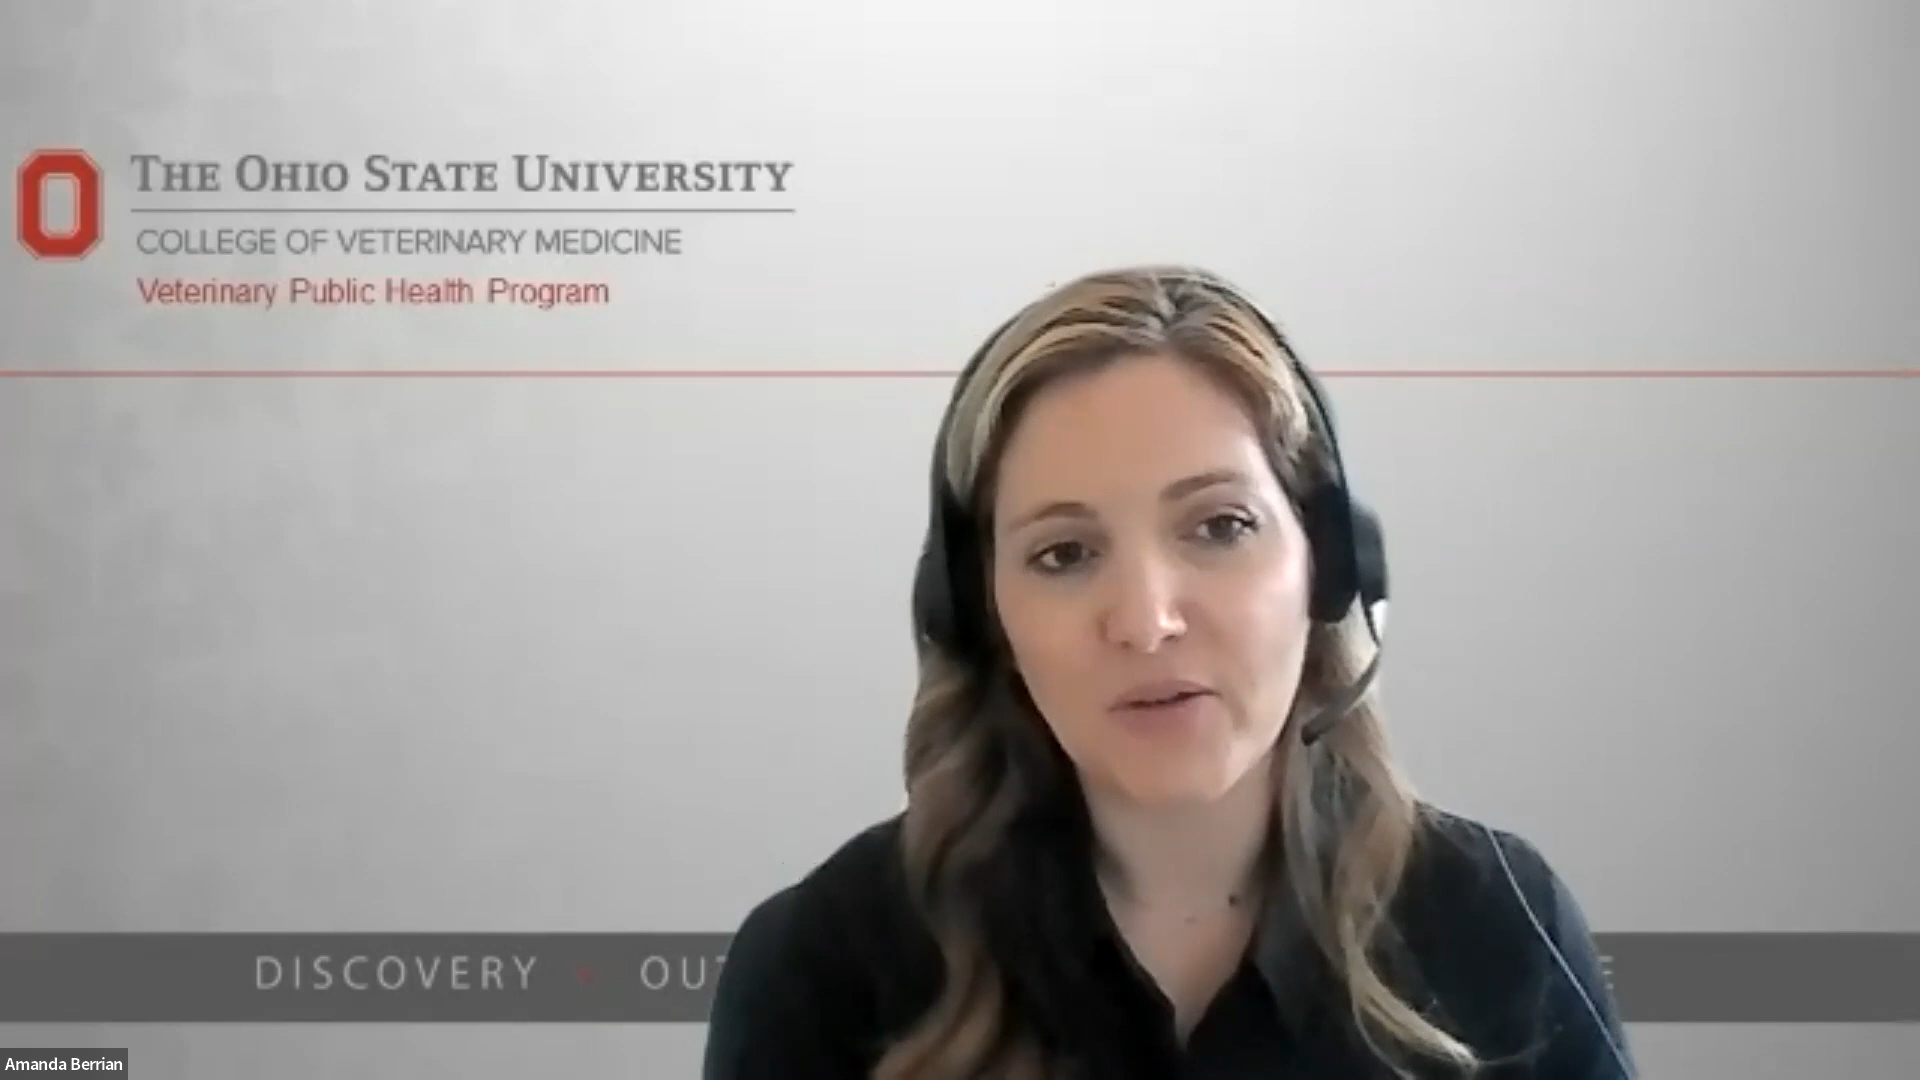 THE OHIO STATE UNIVERSITY
COLLEGE OF VETERINARY MEDICINE
Veterinary Public Health Program
DISCOVERY
Amanda Berrian